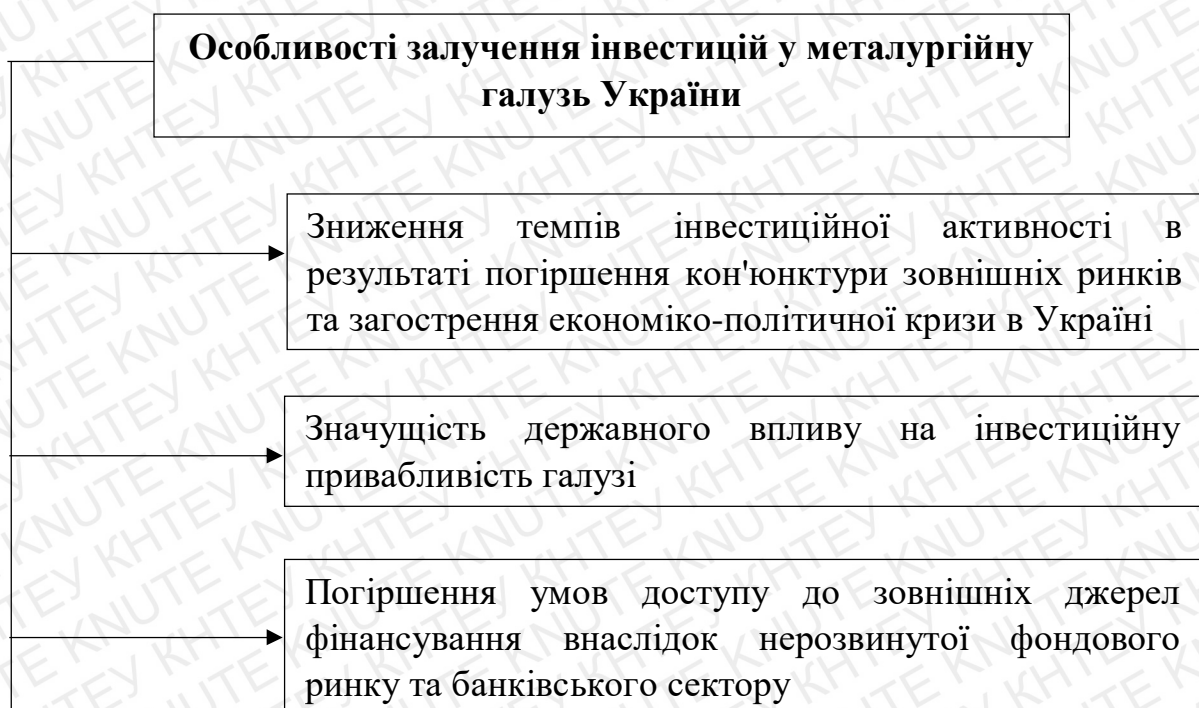 Особливості залучення інвестицій у металургійну
галузь України
Зниження темпів інвестиційної активності в
результаті погіршення кон'юнктури зовнішніх ринків
та загострення економіко-політичної кризи в Україні
Значущість державного впливу на інвестиційну
привабливість галузі
Погіршення умов доступу до зовнішніх джерел
фінансування внаслідок нерозвинутої фондового
ринку та банківського сектору